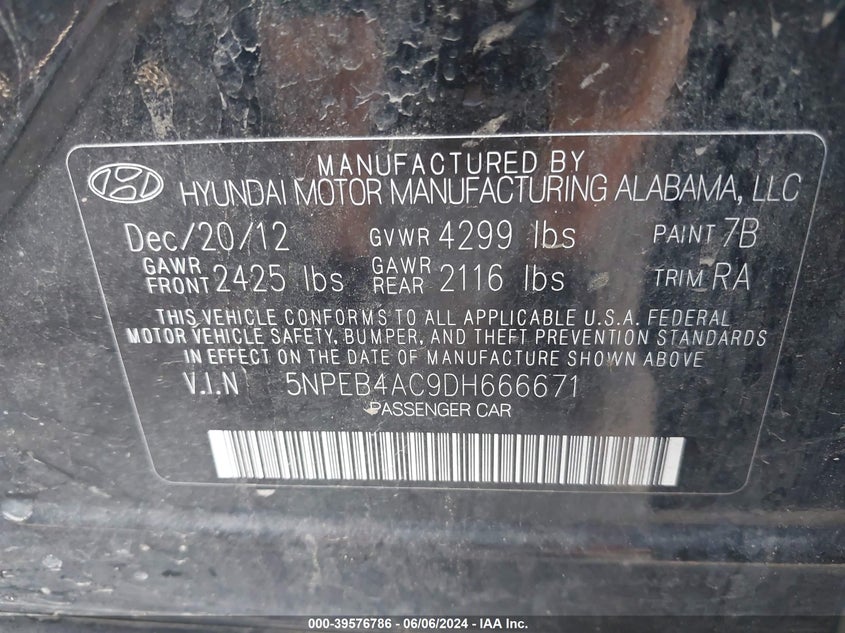 MANUFACTURED BY
HYUNDAI MOTOR MANUFACTURING ALABAMA, LLC
Dec/20/12 GVWR 4299 lbs PAINT 7B
GAWR FRONT 2425 lbs GAWR REAR 2116 lbs TRIM RA
THIS VEHICLE CONFORMS TO ALL APPLICABLE U.S.A. FEDERAL
MOTOR VEHICLE SAFETY, BUMPER, AND THEFT PREVENTION STANDARDS
IN EFFECT ON THE DATE OF MANUFACTURE SHOWN ABOVE
V.I.N 5NPEB4AC9DH666671
PASSENGER CAR
000-39576786 - 06/06/2024 - IAA Inc.